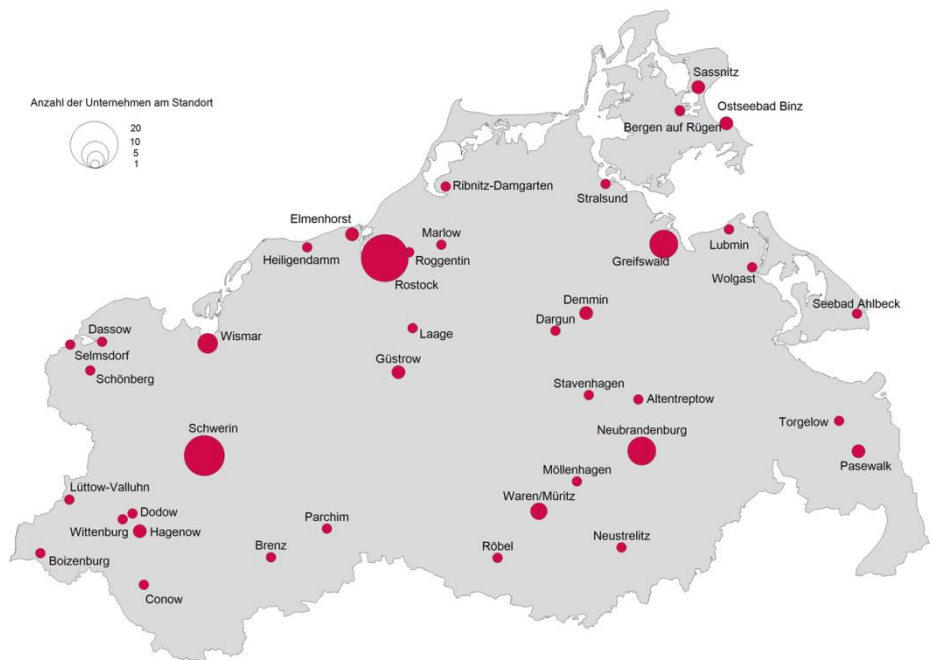 Sassnitz
Anzahl der Unternehmen am Standort
Ostseebad Binz
20
10
5
1
Bergen auf Rügen
Ribnitz-Damgarten
Stralsund
Elmenhorst
Marlow
Lubmin
Heiligendamm
Roggentin
Greifswald
Rostock
Wolgast
Demmin
Seebad Ahlbeck
Dargun
Dassow
Wismar
Laage
Selmsdorf
Güstrow
Schönberg
Stavenhagen
Altentreptow
Torgelow
Schwerin
Neubrandenburg
Pasewalk
Möllenhagen
Lüttow-Valluhn
Waren/Müritz
Dodow
Parchim
Wittenburg
Hagenow
Brenz
Röbel
Neustrelitz
Boizenburg
Conow